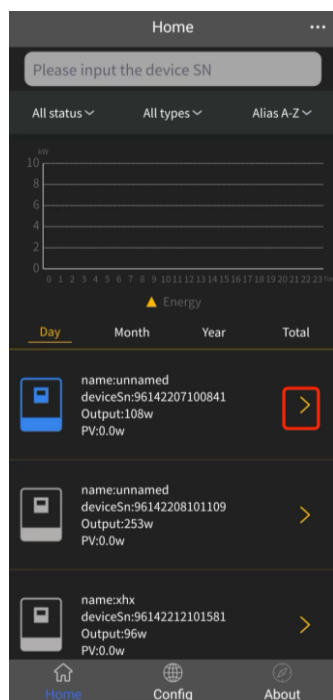 Home
...
Please input the device SN
All status All types Alias A-Z
kW
10
8
6
4
2
0
0 1 2 3 4 5 6 7 8 9 10 11 12 13 14 15 16 17 18 19 20 21 22 23
Energy
Day Month Year Total
name:unnamed
deviceSn:96142207100841
Output:108w
PV:0.0w
name:unnamed
deviceSn:96142208101109
Output:253w
PV:0.0w
name:xhx
deviceSn:96142212101581
Output:96w
PV:0.0w
Home Config About